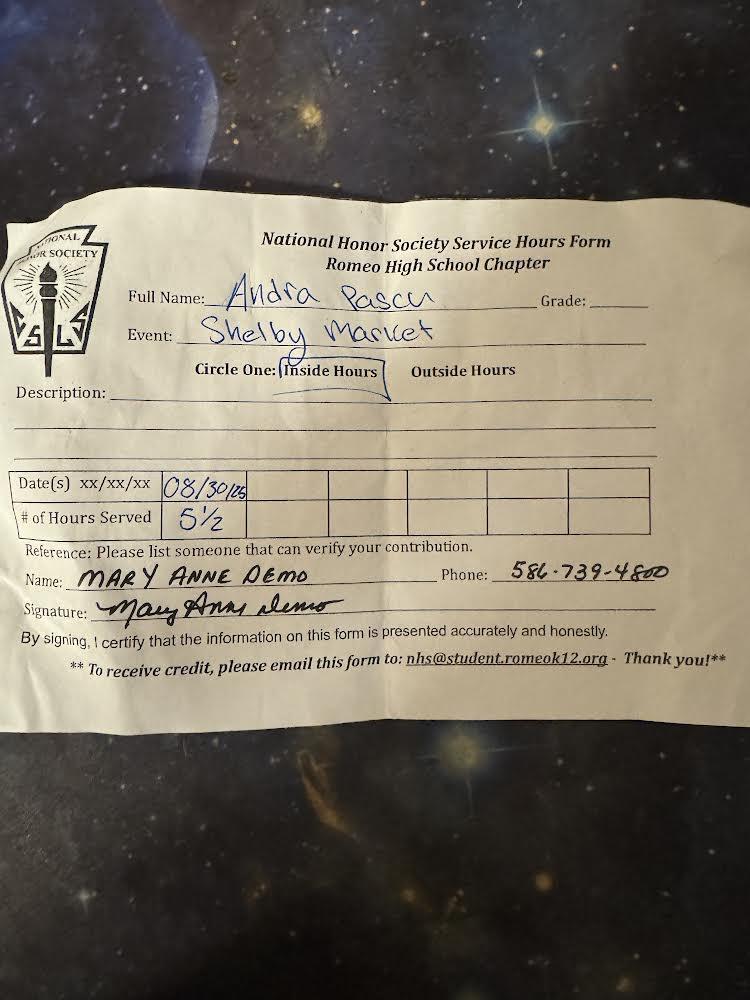 NATIONAL
HONOR SOCIETY
C S L S
National Honor Society Service Hours Form
Romeo High School Chapter
Full Name: Andra Pascu Grade:
Event: Shelby Market
Circle One: Inside Hours Outside Hours
Description:
Date(s) xx/xx/xx 08/30/25
# of Hours Served 5 1/2
Reference: Please list someone that can verify your contribution.
Name: MARY ANNE DEMO Phone: 586-739-4800
Signature: Mary Anne Demo
By signing, I certify that the information on this form is presented accurately and honestly.
** To receive credit, please email this form to: nhs@student.romeok12.org - Thank you!**